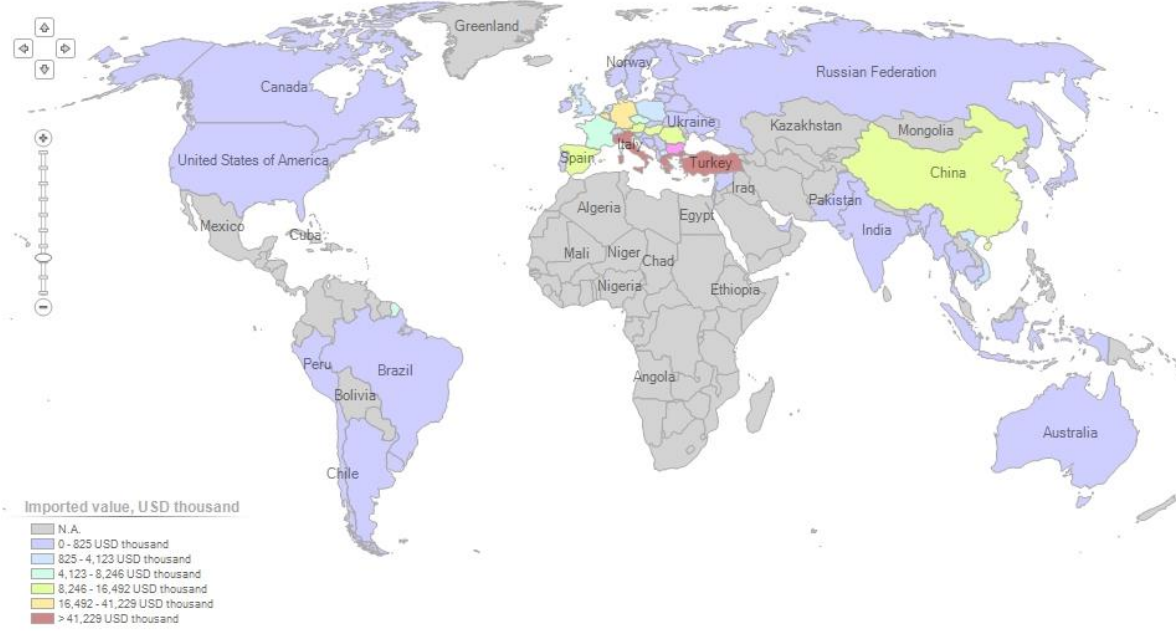 Greenland
Norway
Russian Federation
Canada
Ukraine
Kazakhstan
Mongolia
Italy
United States of America
Spain
Turkey
China
Iraq
Pakistan
Algeria
Egypt
Mexico
India
Cuba
Mali
Niger
Chad
Nigeria
Ethiopia
Peru
Brazil
Angola
Bolivia
Australia
Chile
Imported value, USD thousand
N.A.
0 - 825 USD thousand
825 - 4,123 USD thousand
4,123 - 8,246 USD thousand
8,246 - 16,492 USD thousand
16,492 - 41,229 USD thousand
> 41,229 USD thousand